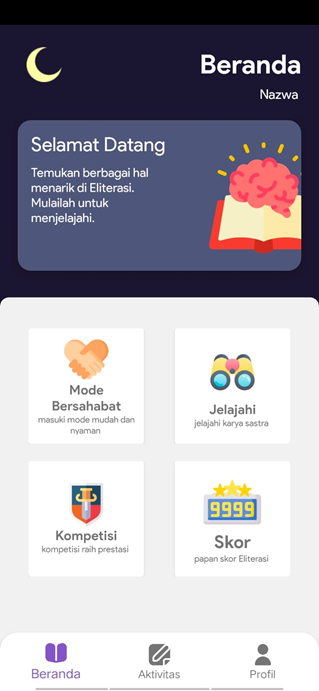 Beranda
Nazwa
Selamat Datang
Temukan berbagai hal
menarik di Eliterasi.
Mulailah untuk
menjelajahi.
Mode
Bersahabat
masuki mode mudah dan
nyaman
Jelajahi
jelajahi karya sastra
Kompetisi
kompetisi raih prestasi
9999
Skor
papan skor Eliterasi
Beranda
Aktivitas
Profil